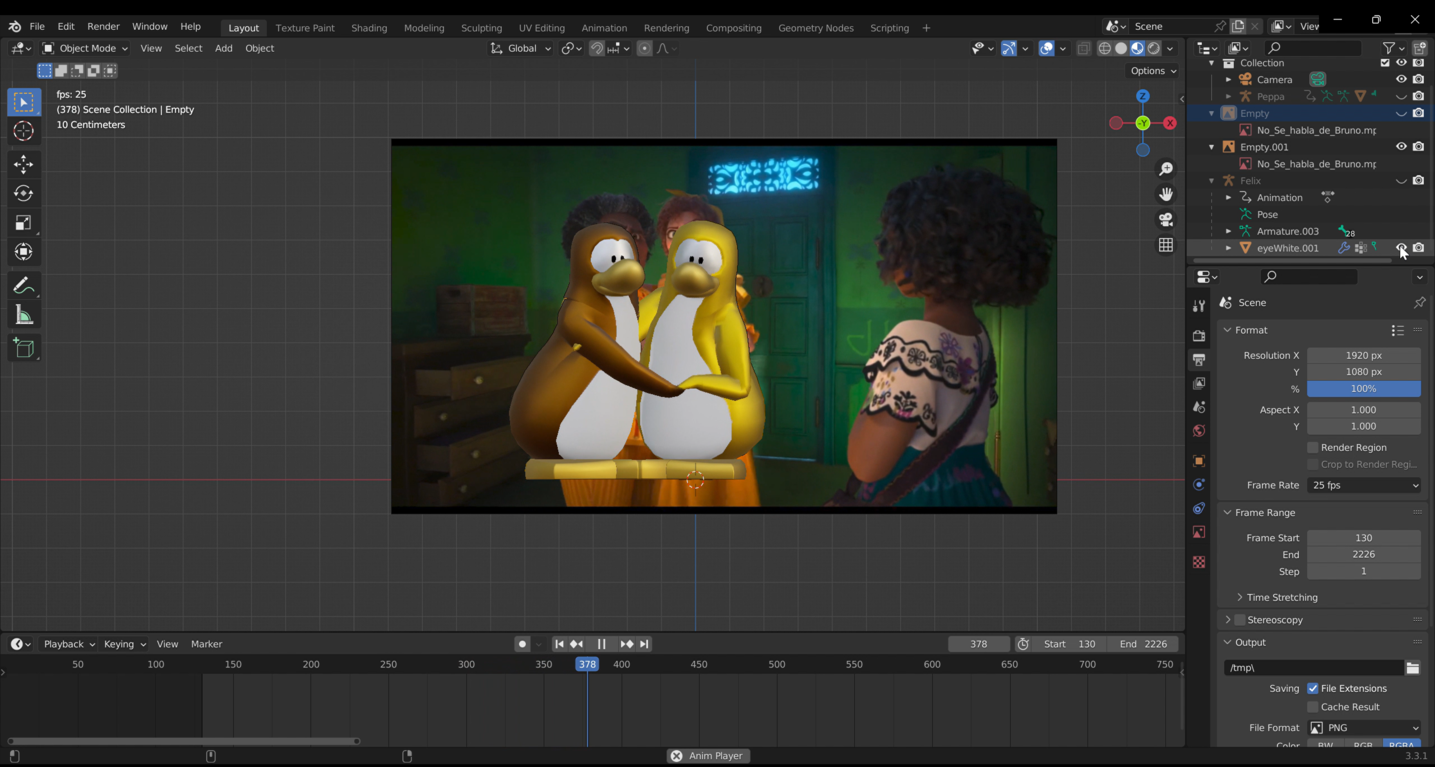 File Edit Render Window Help Layout Texture Paint Shading Modeling Sculpting UV Editing Animation Rendering Compositing Geometry Nodes Scripting + Scene
Object Mode View Select Add Object Global
Options
fps: 25
(378) Scene Collection | Empty
10 Centimeters
Z
-Y
X
Collection
Camera
Peppa
Empty
No_Se_habla_de_Bruno.mp
Empty.001
No_Se_habla_de_Bruno.mp
Felix
Animation
Pose
Armature.003 28
eyeWhite.001
Scene
Format
Resolution X 1920 px
Y 1080 px
% 100%
Aspect X 1.000
Y 1.000
Render Region
Crop to Render Regi...
Frame Rate 25 fps
Frame Range
Frame Start 130
End 2226
Step 1
Time Stretching
Stereoscopy
Output
/tmp\
Saving File Extensions
Cache Result
File Format PNG
Color BW RGB RGBA
Playback Keying View Marker 378 Start 130 End 2226
50 100 150 200 250 300 350 378 400 450 500 550 600 650 700 750
Anim Player
3.3.1